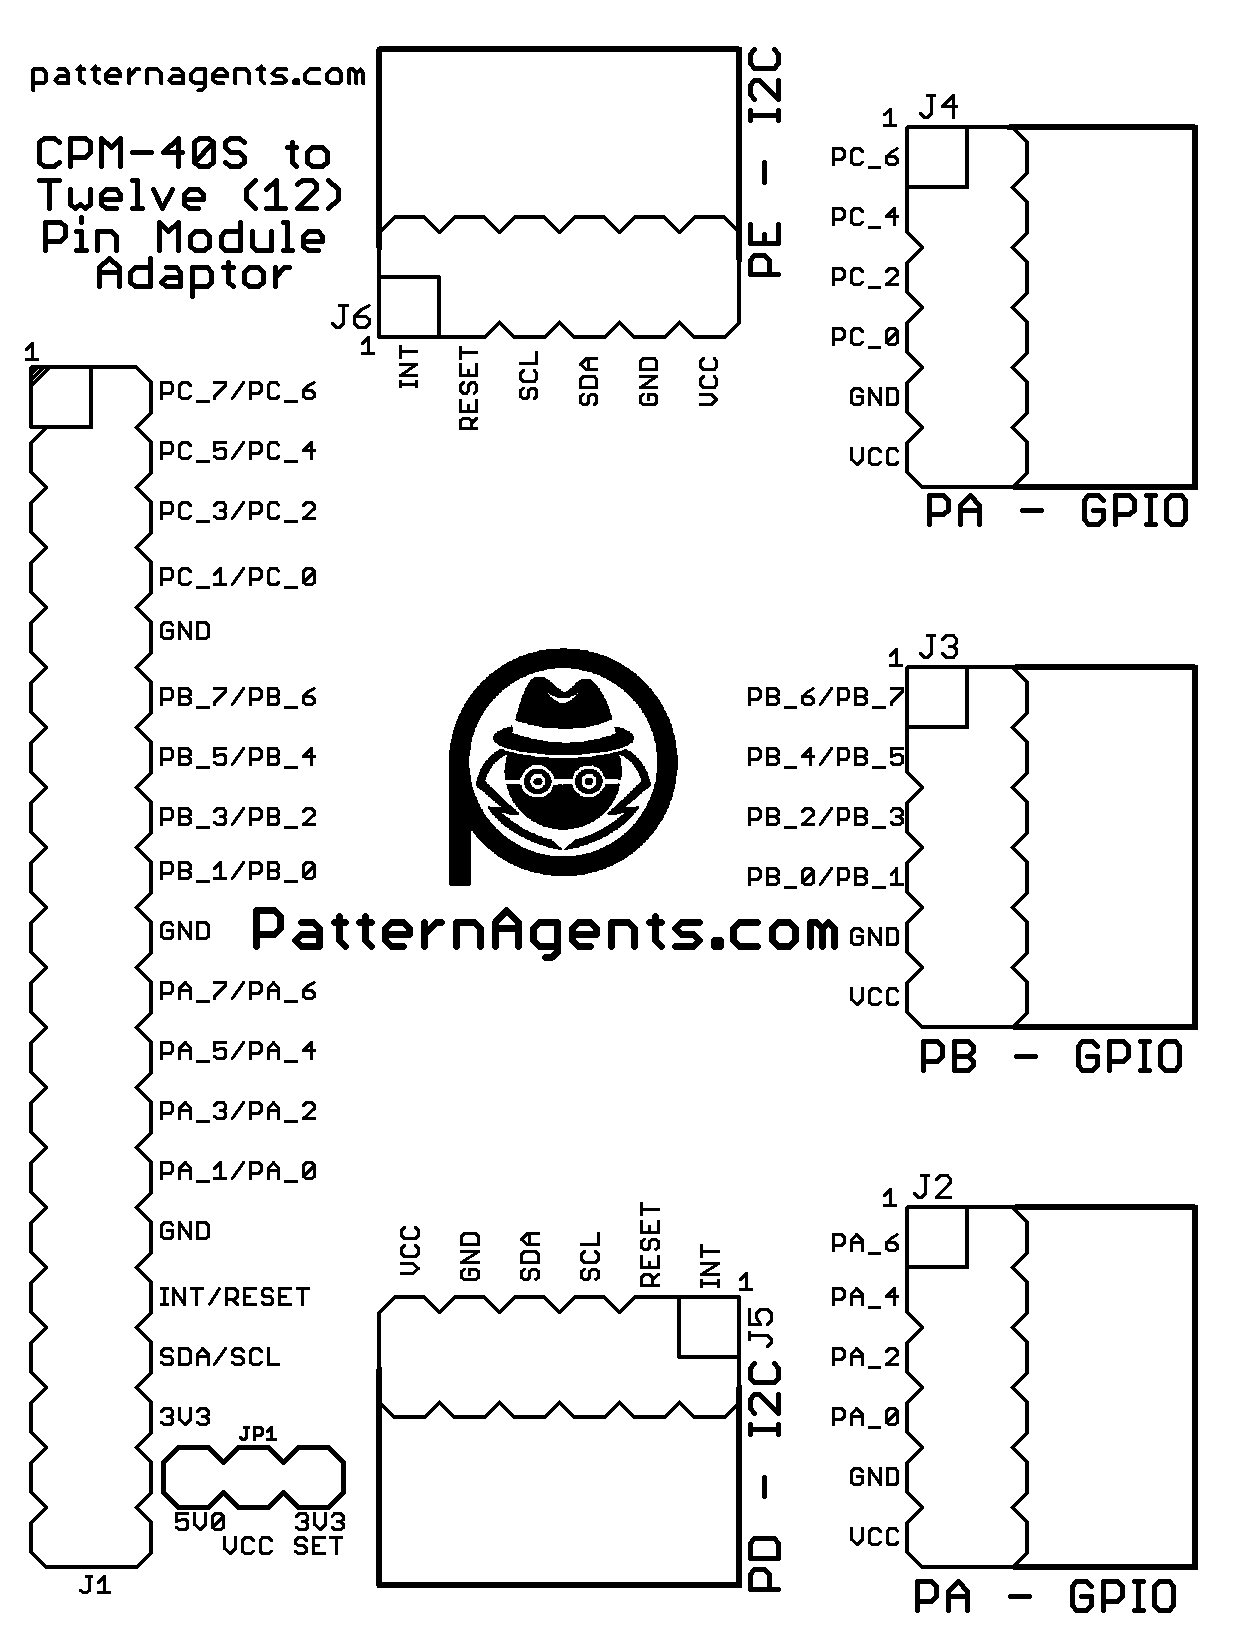 patternagents.com
CPM-40S to
Twelve (12)
Pin Module
Adaptor
PE - I2C
J6
1
INT
RESET
SCL
SDA
GND
VCC
J4
1
PC_6
PC_4
PC_2
PC_0
GND
VCC
PA - GPIO
1
PC_7/PC_6
PC_5/PC_4
PC_3/PC_2
PC_1/PC_0
GND
PB_7/PB_6
PB_5/PB_4
PB_3/PB_2
PB_1/PB_0
GND
PA_7/PA_6
PA_5/PA_4
PA_3/PA_2
PA_1/PA_0
GND
INT/RESET
SDA/SCL
3V3
J1
JP1
5V0 3V3
VCC SET
PatternAgents.com
J3
1
PB_6/PB_7
PB_4/PB_5
PB_2/PB_3
PB_0/PB_1
GND
VCC
PB - GPIO
VCC
GND
SDA
SCL
RESET
INT
1
J5
PD - I2C
J2
1
PA_6
PA_4
PA_2
PA_0
GND
VCC
PA - GPIO